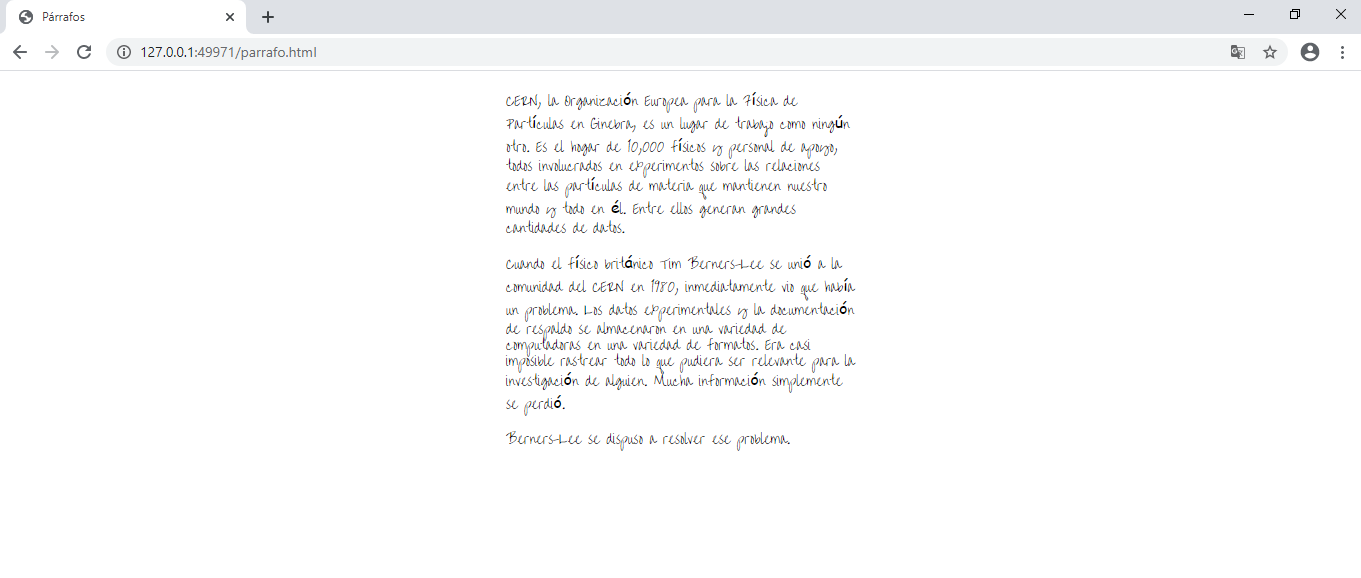 Párrafos
127.0.0.1:49971/parrafo.html
CERN, la Organización Europea para la Física de
Partículas en Ginebra, es un lugar de trabajo como ningún
otro. Es el hogar de 10,000 físicos y personal de apoyo,
todos involucrados en experimentos sobre las relaciones
entre las partículas de materia que mantienen nuestro
mundo y todo en él. Entre ellos generan grandes
cantidades de datos.
Cuando el físico británico Tim Berners-Lee se unió a la
comunidad del CERN en 1980, inmediatamente vio que había
un problema. Los datos experimentales y la documentación
de respaldo se almacenaron en una variedad de
computadoras en una variedad de formatos. Era casi
imposible rastrear todo lo que pudiera ser relevante para la
investigación de alguien. Mucha información simplemente
se perdió.
Berners-Lee se dispuso a resolver ese problema.